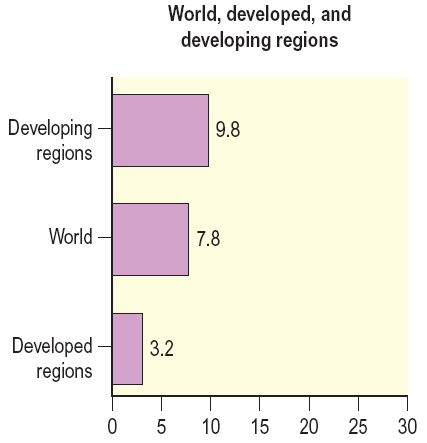 World, developed, and
developing regions
Developing
regions
9.8
World
7.8
Developed
regions
3.2
0 5 10 15 20 25 30